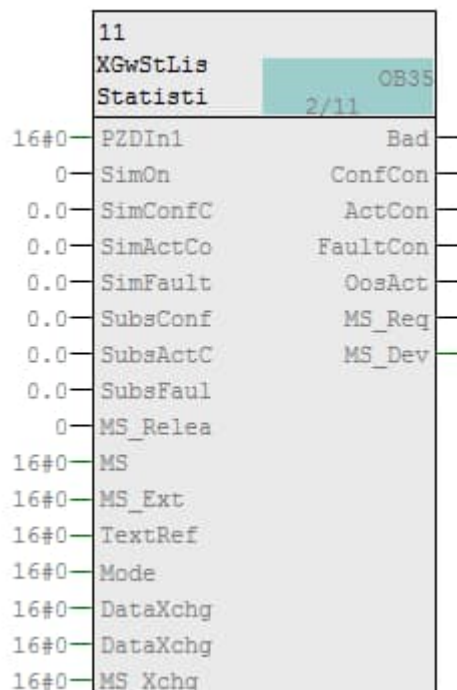 11
XGwStLis
Statisti
OB35
2/11
16#0 PZDIn1 Bad
0 SimOn ConfCon
0.0 SimConfC ActCon
0.0 SimActCo FaultCon
0.0 SimFault OosAct
0.0 SubsConf MS_Req
0.0 SubsActC MS_Dev
0.0 SubsFaul
0 MS_Relea
16#0 MS
16#0 MS_Ext
16#0 TextRef
16#0 Mode
16#0 DataXchg
16#0 DataXchg
16#0 MS_Xchg